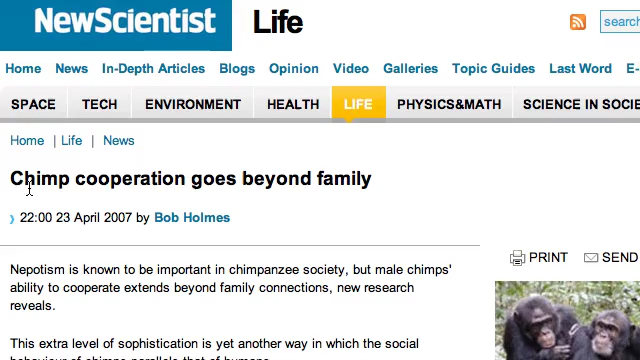 NewScientist Life
search
Home News In-Depth Articles Blogs Opinion Video Galleries Topic Guides Last Word E-
SPACE TECH ENVIRONMENT HEALTH LIFE PHYSICS&MATH SCIENCE IN SOCIE
Home | Life | News
Chimp cooperation goes beyond family
22:00 23 April 2007 by Bob Holmes
PRINT SEND
Nepotism is known to be important in chimpanzee society, but male chimps'
ability to cooperate extends beyond family connections, new research
reveals.
This extra level of sophistication is yet another way in which the social
behaviour of chimps parallels that of humans.